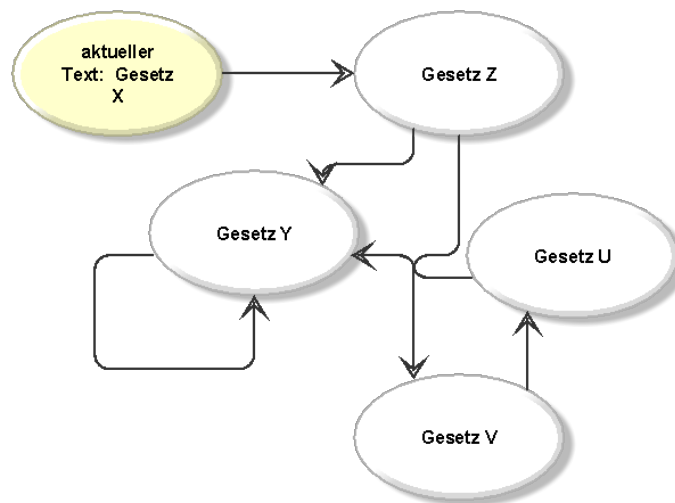 aktueller
Text: Gesetz
X
Gesetz Z
Gesetz Y
Gesetz U
Gesetz V